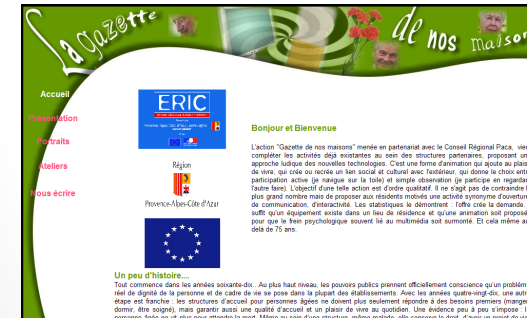 La gazette de nos maison
Accueil
Présentation
Portraits
Ateliers
Nous écrire
ERIC
Région
Provence-Alpes-Côte d'Azur
Bonjour et Bienvenue
L'action "Gazette de nos maisons" menée en partenariat avec le Conseil Régional Paca, vien
compléter les activités déjà existantes au sein des structures partenaires, proposant un
approche ludique des nouvelles technologies. C'est une forme d'animation qui ajoute au plais
de vivre, qui crée ou recrée un lien social et culturel avec l'extérieur, qui donne le choix entr
participation active (je navigue sur la toile) et simple observation (je participe en regardan
l'autre faire). L'objectif d'une telle action est d'ordre qualitatif. Il ne s'agit pas de contraindre l
plus grand nombre mais de proposer aux résidents motivés une activité synonyme d'ouverture
de communication, d'interactivité. Les statistiques le démontrent : l'offre crée la demande.
suffit qu'un équipement existe dans un lieu de résidence et qu'une animation soit proposé
pour que le frein psychologique souvent lié au multimédia soit surmonté. Et cela même au
delà de 75 ans.
Un peu d'histoire....
Tout commence dans les années soixante-dix.. Au plus haut niveau, les pouvoirs publics prennent officiellement conscience qu'un problèm
réel de dignité de la personne et de cadre de vie se pose dans la plupart des établissements. Avec les années quatre-vingt-dix, une autr
étape est franchie : les structures d'accueil pour personnes âgées ne doivent plus seulement répondre à des besoins premiers (manger
dormir, être soigné), mais garantir aussi une qualité d'accueil et un plaisir de vivre au quotidien. Une évidence peu à peu s'impose :